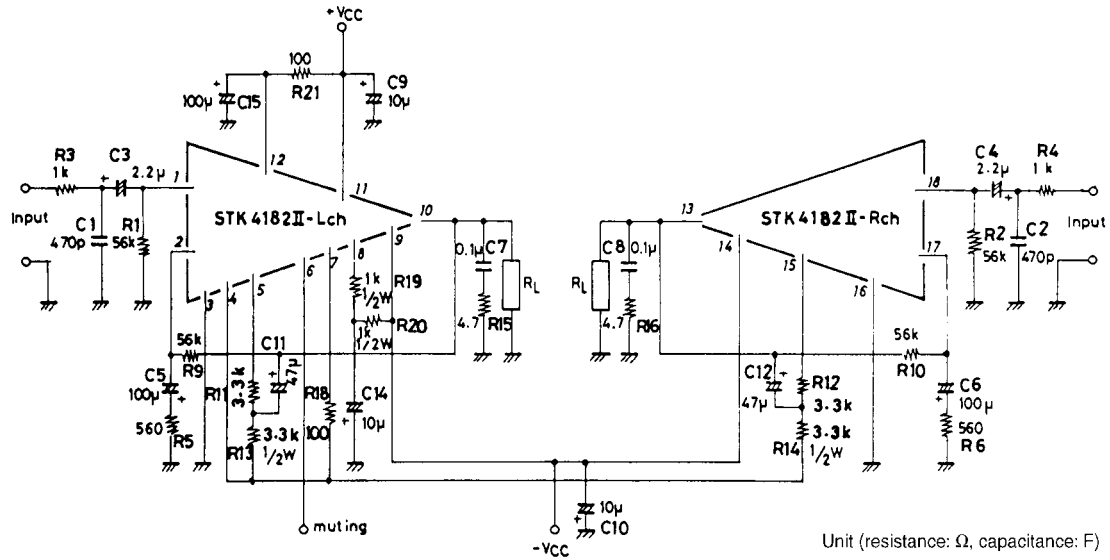 +VCC
100
R21
100μ
C15
C9
10μ
12
11
R3
1k
C3
2.2μ
1
STK4182II-Lch
10
Input
C1
470p
R1
56k
2
3
4
5
6
7
8
9
0.1μ
C7
RL
4.7
R15
1k
1/2W
R19
R20
1k
1/2W
56k
R9
C5
100μ
560
R5
R11
3.3k
C11
47μ
R13
3.3k
1/2W
R18
100
C14
10μ
muting
-VCC
10μ
C10
13
STK4182II-Rch
18
C4
2.2μ
R4
1k
Input
R2
56k
C2
470p
17
14
15
16
RL
C8
0.1μ
4.7
R16
56k
R10
C12
47μ
R12
3.3k
R14
3.3k
1/2W
C6
100μ
560
R6
Unit (resistance: Ω, capacitance: F)